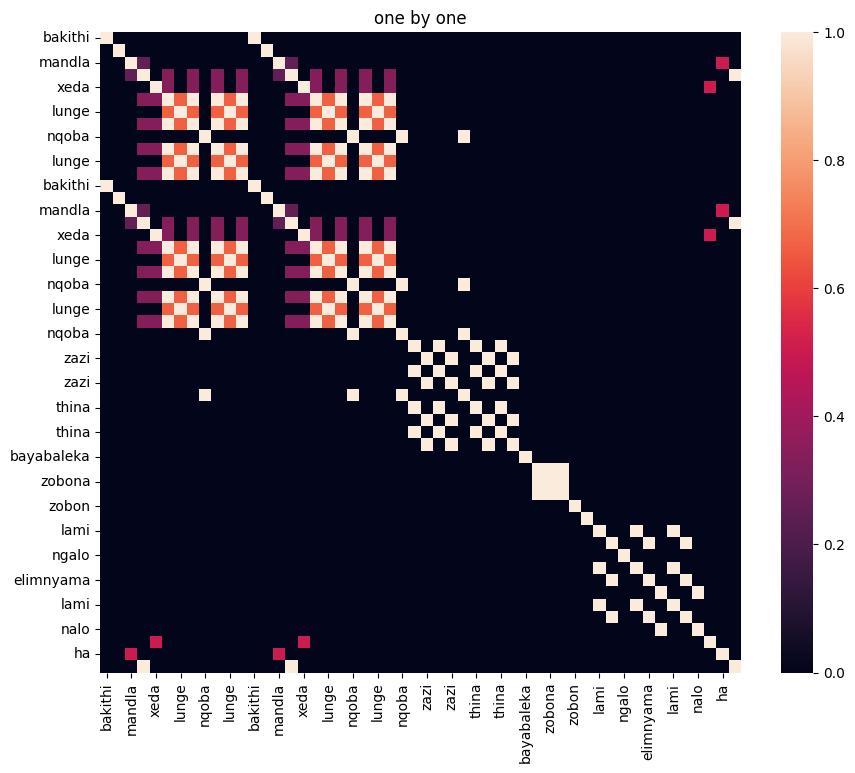 one by one
bakithi
mandla
xeda
lunge
nqoba
lunge
bakithi
mandla
xeda
lunge
nqoba
lunge
nqoba
zazi
zazi
thina
thina
bayabaleka
zobona
zobon
lami
ngalo
elimnyama
lami
nalo
ha
1.0
0.8
0.6
0.4
0.2
0.0
bakithi
mandla
xeda
lunge
nqoba
lunge
bakithi
mandla
xeda
lunge
nqoba
lunge
nqoba
zazi
zazi
thina
thina
bayabaleka
zobona
zobon
lami
ngalo
elimnyama
lami
nalo
ha